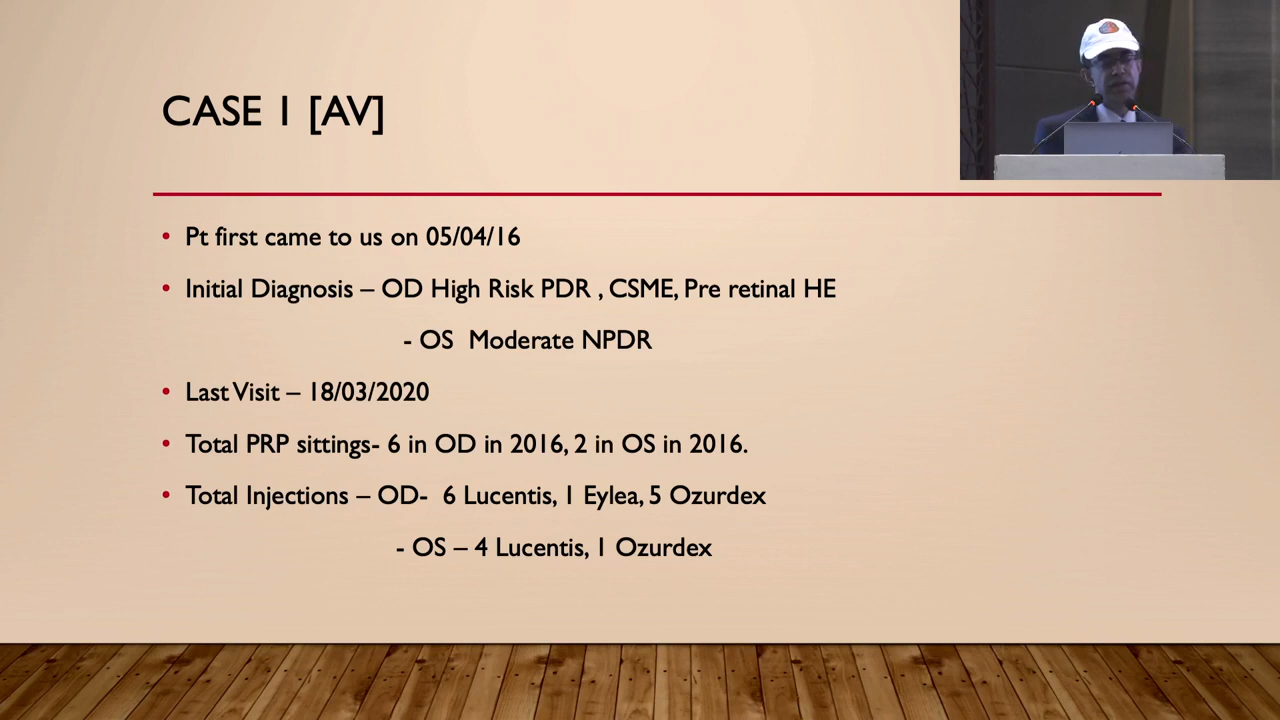 CASE 1 [AV]
• Pt first came to us on 05/04/16
• Initial Diagnosis – OD High Risk PDR , CSME, Pre retinal HE
- OS Moderate NPDR
• Last Visit – 18/03/2020
• Total PRP sittings- 6 in OD in 2016, 2 in OS in 2016.
• Total Injections – OD- 6 Lucentis, 1 Eylea, 5 Ozurdex
- OS – 4 Lucentis, 1 Ozurdex